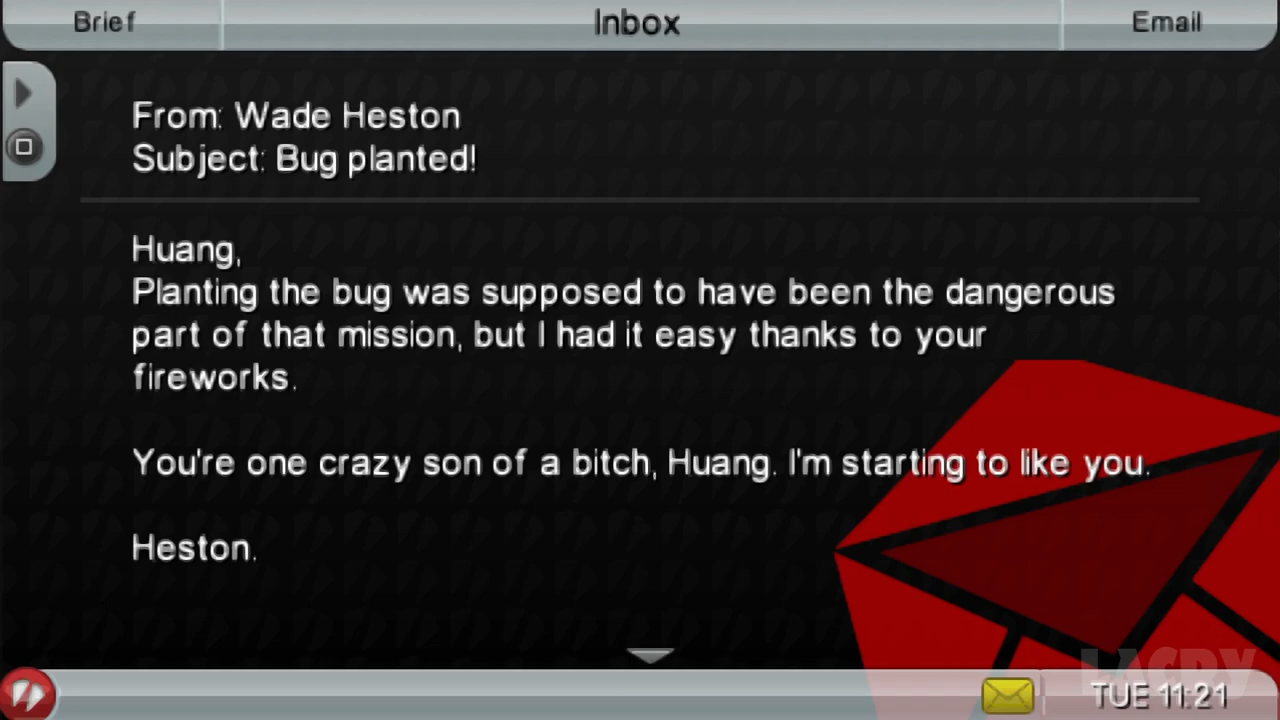 Brief
Inbox
Email
From: Wade Heston
Subject: Bug planted!
Huang,
Planting the bug was supposed to have been the dangerous
part of that mission, but I had it easy thanks to your
fireworks.
You're one crazy son of a bitch, Huang. I'm starting to like you.
Heston.
LACRY
TUE 11:21